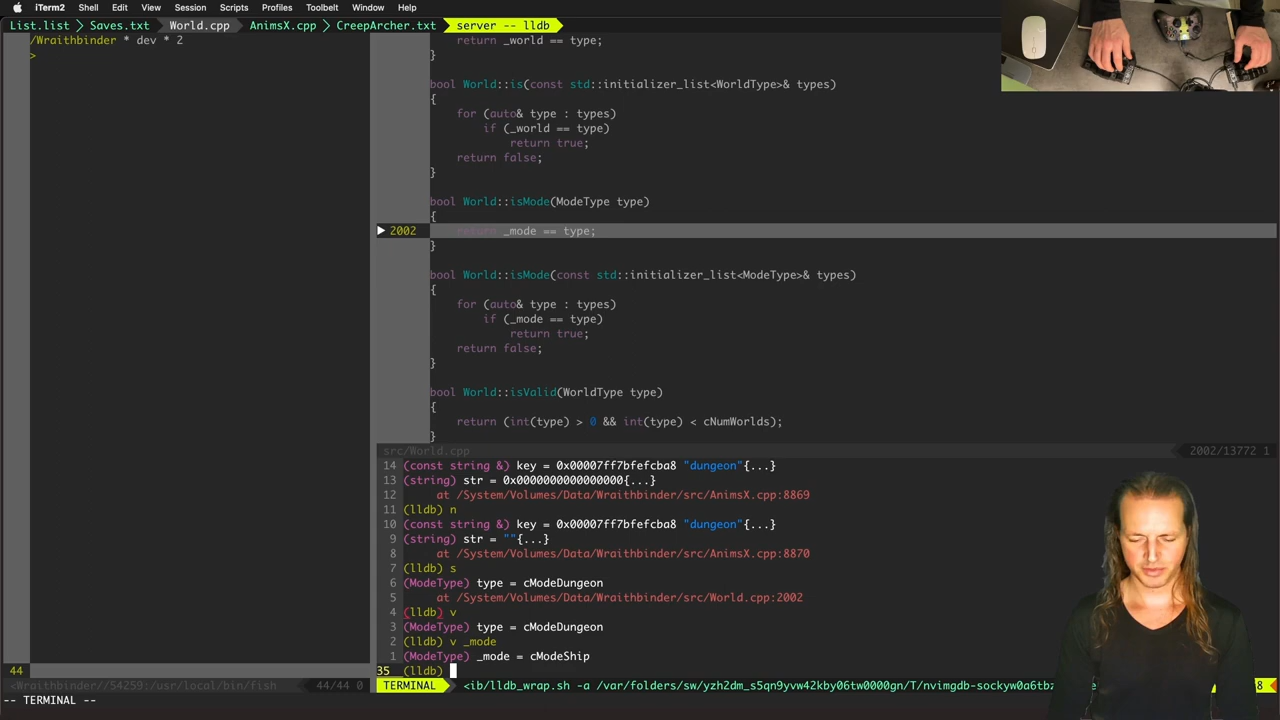 iTerm2 Shell Edit View Session Scripts Profiles Toolbelt Window Help
List.list Saves.txt World.cpp AnimsX.cpp CreepArcher.txt server -- lldb
/Wraithbinder * dev * 2
>
return _world == type;
}
bool World::is(const std::initializer_list<WorldType>& types)
{
for (auto& type : types)
if (_world == type)
return true;
return false;
}
bool World::isMode(ModeType type)
{
2002 return _mode == type;
}
bool World::isMode(const std::initializer_list<ModeType>& types)
{
for (auto& type : types)
if (_mode == type)
return true;
return false;
}
bool World::isValid(WorldType type)
{
return (int(type) > 0 && int(type) < cNumWorlds);
}
src/World.cpp 2002/13772 1
14 (const string &) key = 0x00007ff7bfefcba8 "dungeon"{...}
13 (string) str = 0x0000000000000000{...}
12 at /System/Volumes/Data/Wraithbinder/src/AnimsX.cpp:8869
11 (lldb) n
10 (const string &) key = 0x00007ff7bfefcba8 "dungeon"{...}
9 (string) str = ""{...}
8 at /System/Volumes/Data/Wraithbinder/src/AnimsX.cpp:8870
7 (lldb) s
6 (ModeType) type = cModeDungeon
5 at /System/Volumes/Data/Wraithbinder/src/World.cpp:2002
4 (lldb) v
3 (ModeType) type = cModeDungeon
2 (lldb) v _mode
1 (ModeType) _mode = cModeShip
44
35 (lldb)
<Wraithbinder//54259:/usr/local/bin/fish 44/44 0
TERMINAL <ib/lldb_wrap.sh -a /var/folders/sw/yzh2dm_s5qn9yvw42kby06tw0000gn/T/nvimgdb-sockyw0a6tbz
-- TERMINAL --